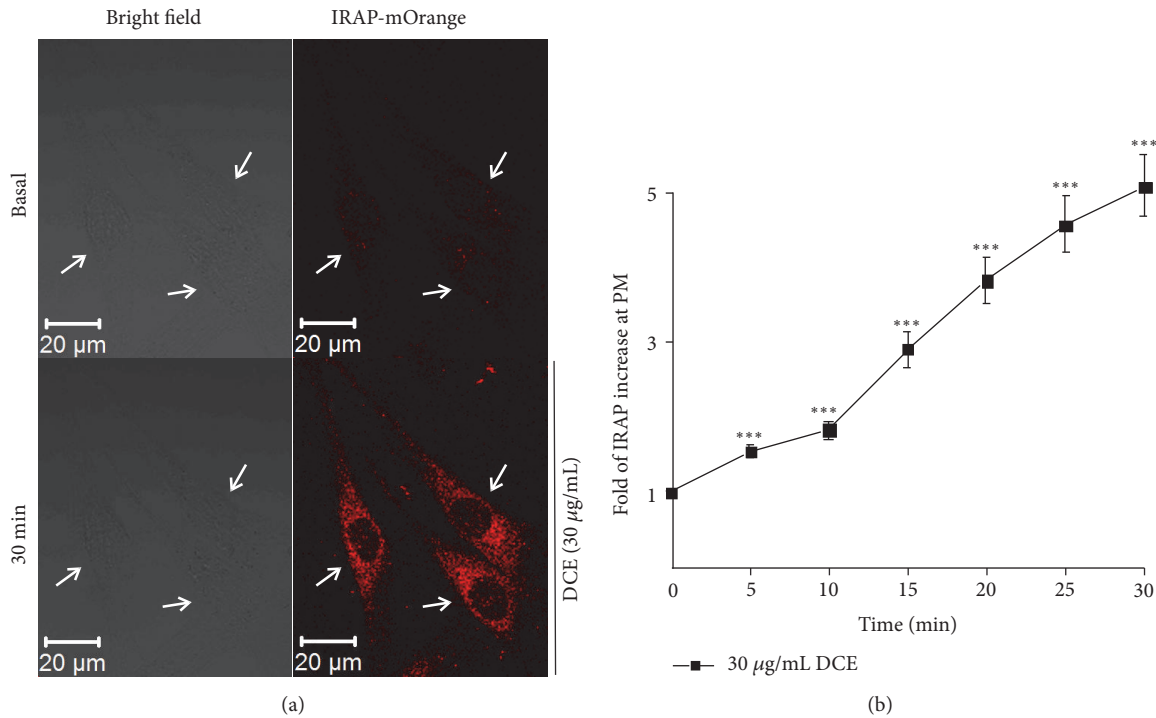 Bright field
IRAP-mOrange
Basal
20 µm
20 µm
30 min
20 µm
20 µm
DCE (30 µg/mL)
(a)
Fold of IRAP increase at PM
5
3
1
***
***
***
***
***
***
0
5
10
15
20
25
30
Time (min)
30 µg/mL DCE
(b)